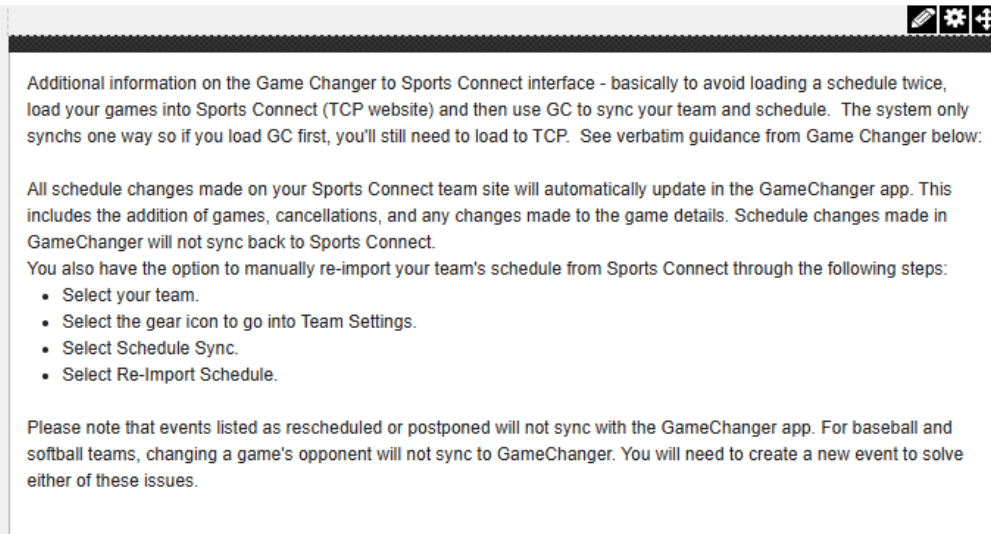 Additional information on the Game Changer to Sports Connect interface - basically to avoid loading a schedule twice,
load your games into Sports Connect (TCP website) and then use GC to sync your team and schedule.  The system only
synchs one way so if you load GC first, you'll still need to load to TCP.  See verbatim guidance from Game Changer below:
All schedule changes made on your Sports Connect team site will automatically update in the GameChanger app. This
includes the addition of games, cancellations, and any changes made to the game details. Schedule changes made in
GameChanger will not sync back to Sports Connect.
You also have the option to manually re-import your team's schedule from Sports Connect through the following steps:
• Select your team.
• Select the gear icon to go into Team Settings.
• Select Schedule Sync.
• Select Re-Import Schedule.
Please note that events listed as rescheduled or postponed will not sync with the GameChanger app. For baseball and
softball teams, changing a game's opponent will not sync to GameChanger. You will need to create a new event to solve
either of these issues.